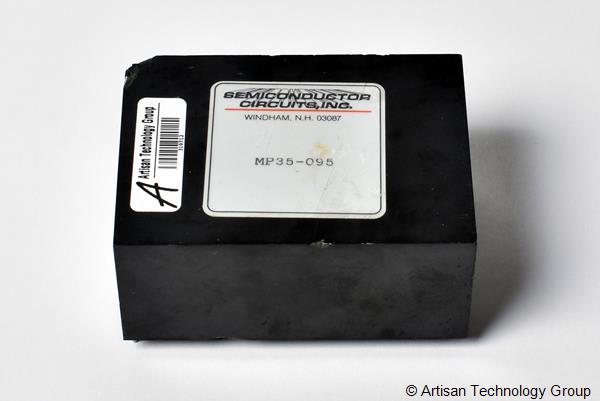 SEMICONDUCTOR
CIRCUITS, INC.
WINDHAM, N.H. 03087
MP35-095
Artisan Technology Group
A
© Artisan Technology Group